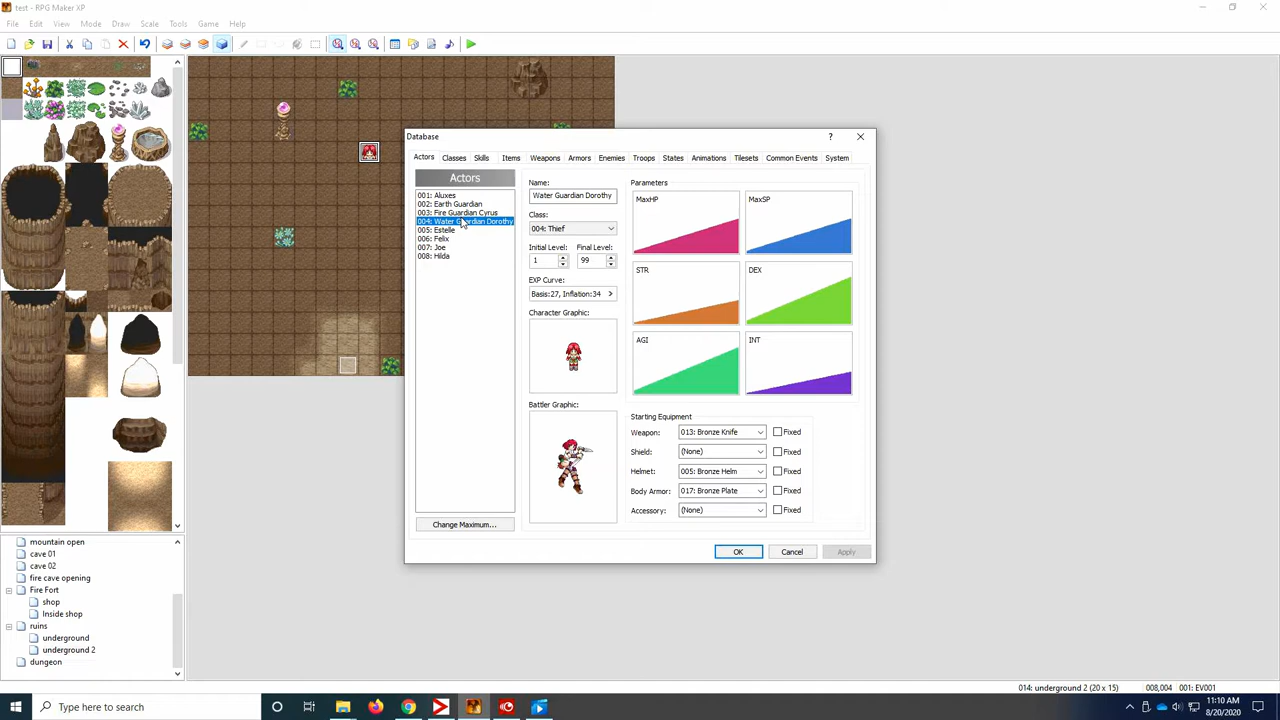 test - RPG Maker XP
File Edit View Mode Draw Scale Tools Game Help
Database
Actors Classes Skills Items Weapons Armors Enemies Troops States Animations Tilesets Common Events System
Actors
001: Aluxes
002: Earth Guardian
003: Fire Guardian Cyrus
004: Water Guardian Dorothy
005: Estelle
006: Felix
007: Joe
008: Hilda
Change Maximum...
Name:
Water Guardian Dorothy
Class:
004: Thief
Initial Level: Final Level:
1 99
EXP Curve:
Basis:27, Inflation:34
Character Graphic:
Battler Graphic:
Parameters
MaxHP MaxSP
STR DEX
AGI INT
Starting Equipment
Weapon: 013: Bronze Knife Fixed
Shield: (None) Fixed
Helmet: 005: Bronze Helm Fixed
Body Armor: 017: Bronze Plate Fixed
Accessory: (None) Fixed
OK Cancel Apply
mountain open
cave 01
cave 02
fire cave opening
Fire Fort
shop
Inside shop
ruins
underground
underground 2
dungeon
014: underground 2 (20 x 15) 008,004 001: EV001
Type here to search
11:10 AM
8/20/2020